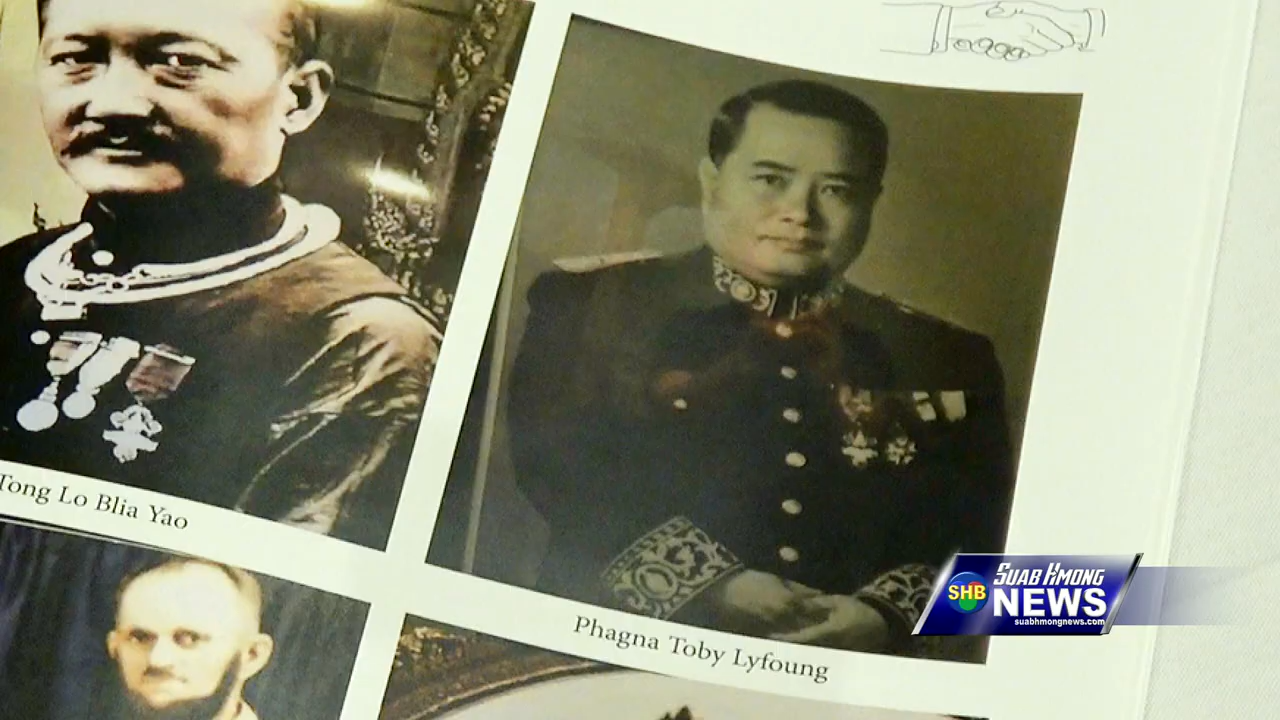 Tong Lo Blia Yao
Phagna Toby Lyfoung
SHB
SUAB HMONG
NEWS
suabhmongnews.com